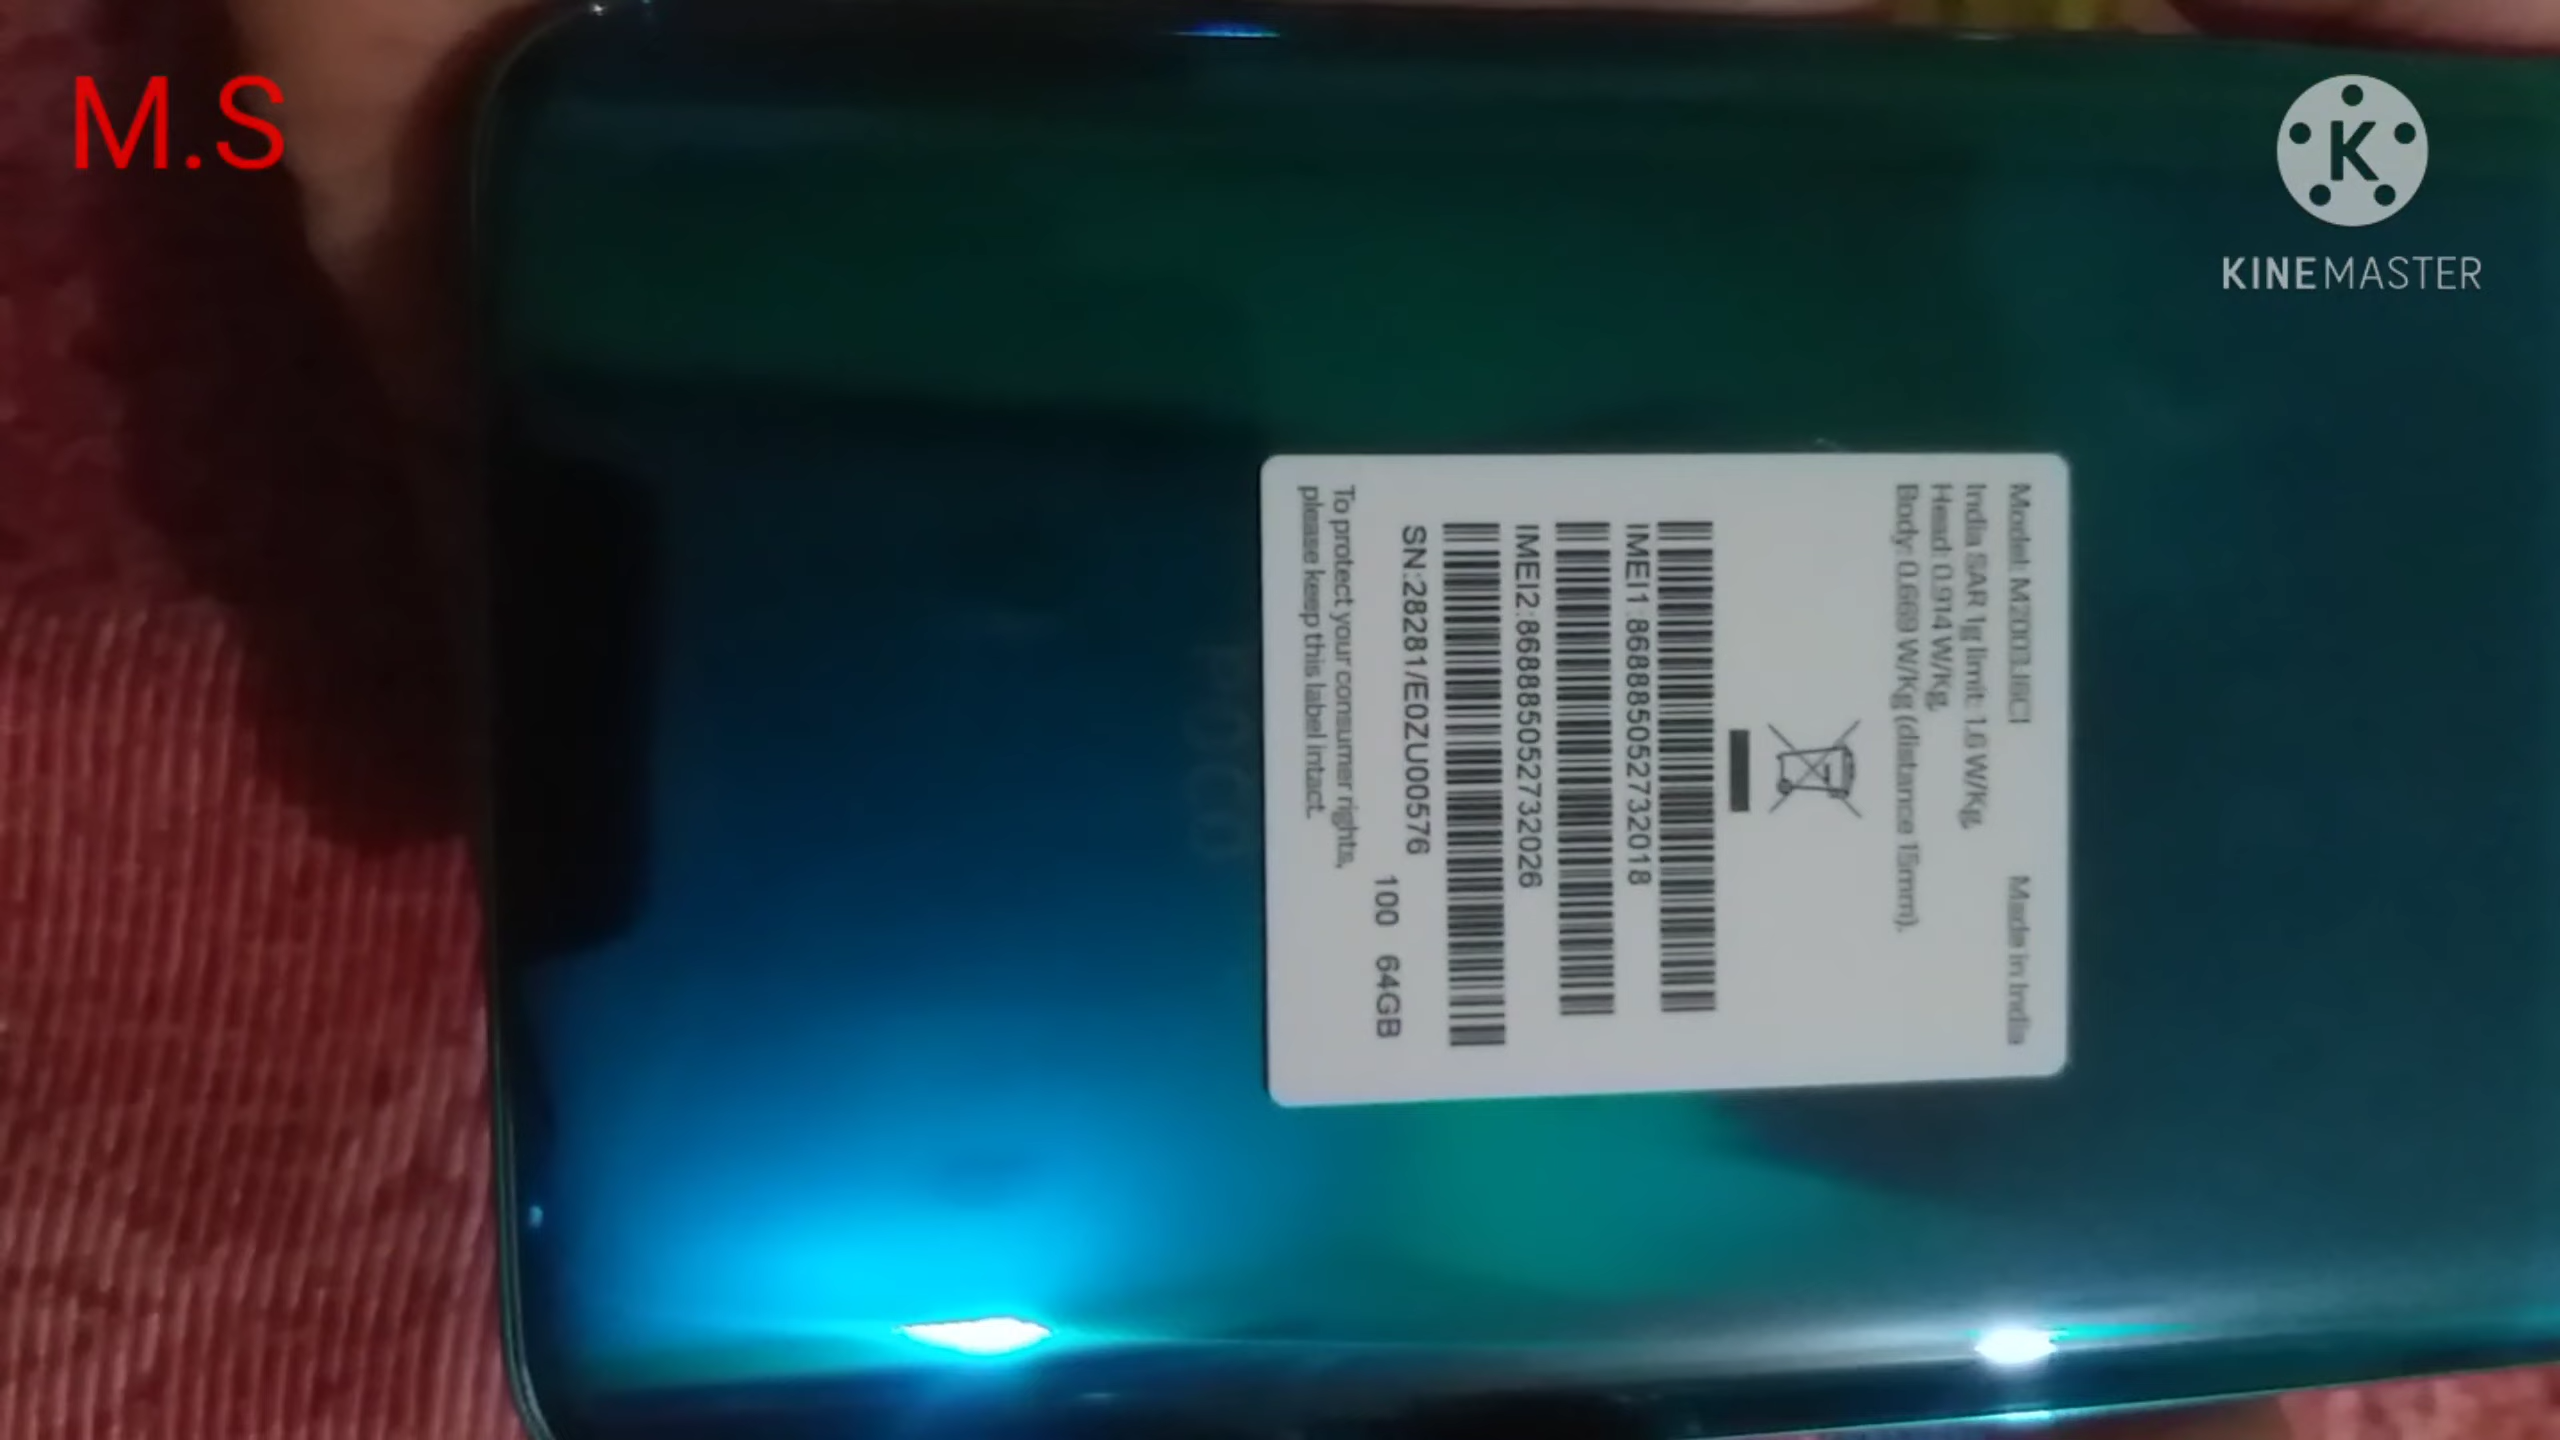 M.S
KINEMASTER
Model: M2003J6CI Made in India
India SAR 1g limit: 1.6 W/Kg.
Head: 0.914 W/Kg.
Body: 0.669 W/Kg (distance 15mm).
IMEI1:868885052732018
IMEI2:868885052732026
SN:28281/E0ZU00576
100 64GB
To protect your consumer rights,
please keep this label intact.
POCO